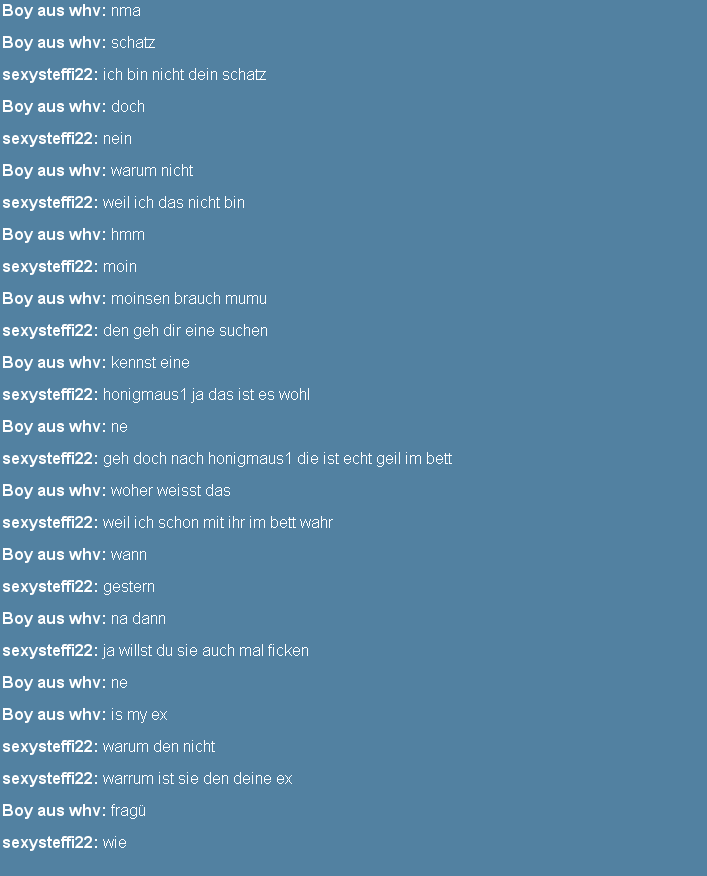 Boy aus whv: nma
Boy aus whv: schatz
sexysteffi22: ich bin nicht dein schatz
Boy aus whv: doch
sexysteffi22: nein
Boy aus whv: warum nicht
sexysteffi22: weil ich das nicht bin
Boy aus whv: hmm
sexysteffi22: moin
Boy aus whv: moinsen brauch mumu
sexysteffi22: den geh dir eine suchen
Boy aus whv: kennst eine
sexysteffi22: honigmaus1 ja das ist es wohl
Boy aus whv: ne
sexysteffi22: geh doch nach honigmaus1 die ist echt geil im bett
Boy aus whv: woher weisst das
sexysteffi22: weil ich schon mit ihr im bett wahr
Boy aus whv: wann
sexysteffi22: gestern
Boy aus whv: na dann
sexysteffi22: ja willst du sie auch mal ficken
Boy aus whv: ne
Boy aus whv: is my ex
sexysteffi22: warum den nicht
sexysteffi22: warrum ist sie den deine ex
Boy aus whv: fragü
sexysteffi22: wie